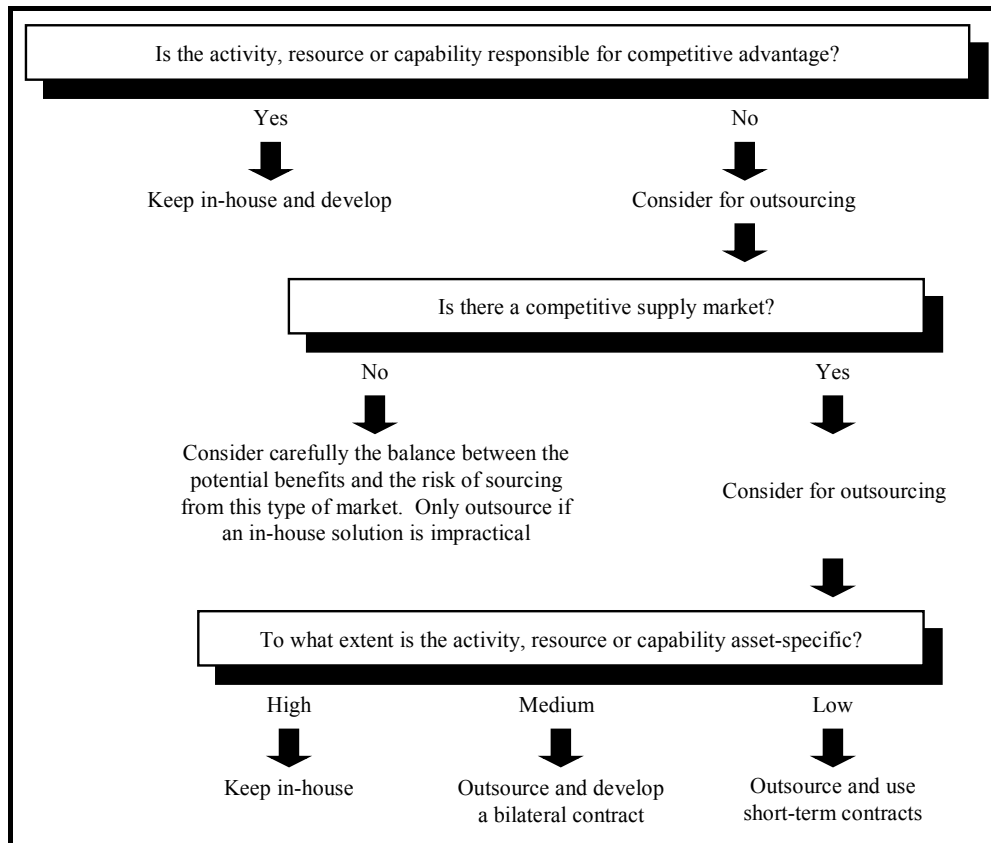 Is the activity, resource or capability responsible for competitive advantage?
Yes
No
Keep in-house and develop
Consider for outsourcing
Is there a competitive supply market?
No
Yes
Consider carefully the balance between the
potential benefits and the risk of sourcing
from this type of market.  Only outsource if
an in-house solution is impractical
Consider for outsourcing
To what extent is the activity, resource or capability asset-specific?
High
Medium
Low
Keep in-house
Outsource and develop
a bilateral contract
Outsource and use
short-term contracts